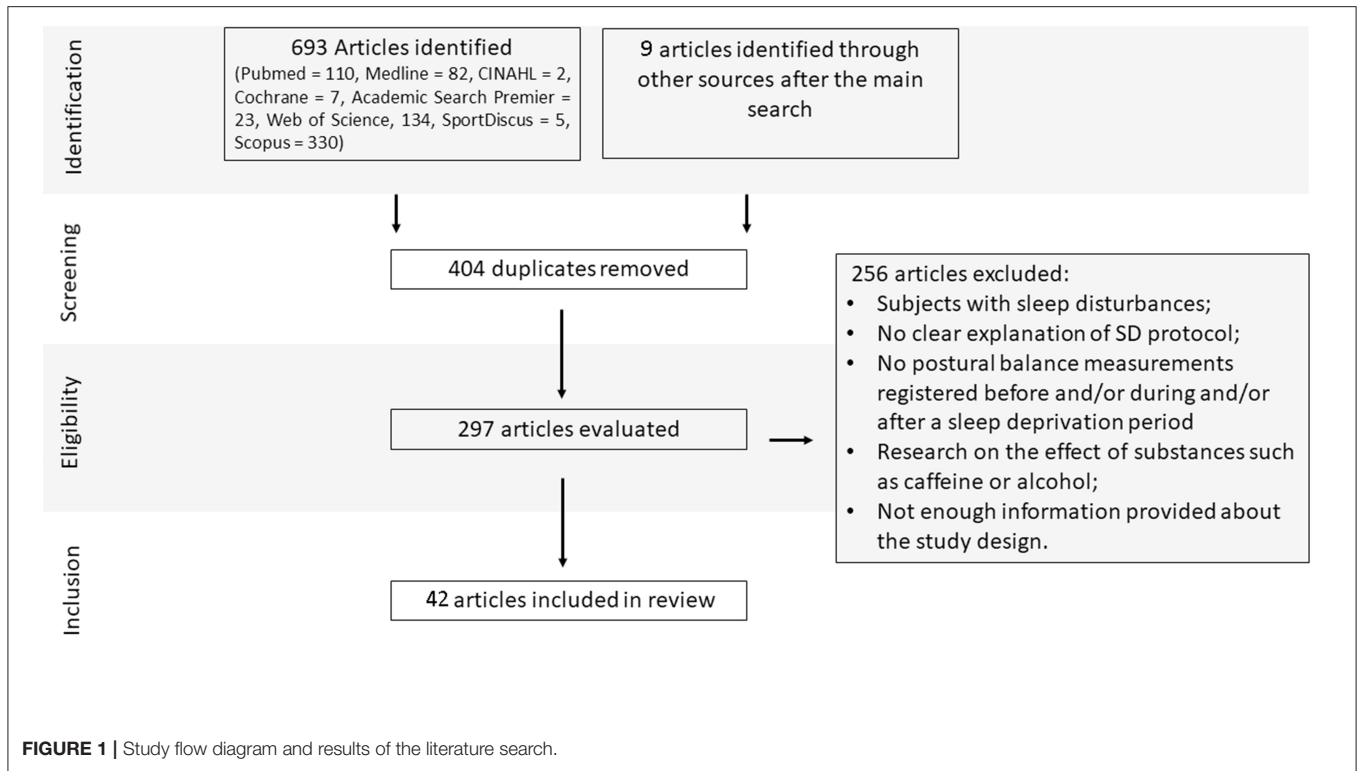 Identification
693 Articles identified
(Pubmed = 110, Medline = 82, CINAHL = 2,
Cochrane = 7, Academic Search Premier =
23, Web of Science, 134, SportDiscus = 5,
Scopus = 330)
9 articles identified through
other sources after the main
search
Screening
404 duplicates removed
256 articles excluded:
• Subjects with sleep disturbances;
• No clear explanation of SD protocol;
• No postural balance measurements
registered before and/or during and/or
after a sleep deprivation period
• Research on the effect of substances such
as caffeine or alcohol;
• Not enough information provided about
the study design.
Eligibility
297 articles evaluated
Inclusion
42 articles included in review
FIGURE 1 | Study flow diagram and results of the literature search.